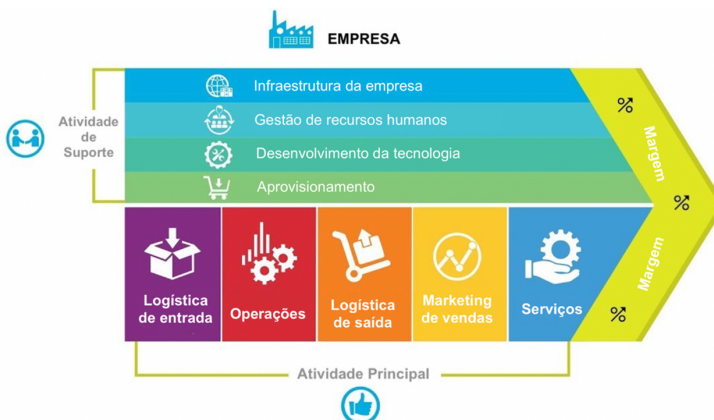 EMPRESA
Infraestrutura da empresa
Gestão de recursos humanos
Desenvolvimento da tecnologia
Aprovisionamento
Atividade
de
Suporte
%
Margem
%
Margem
%
Logística
de entrada
Operações
Logística
de saída
Marketing
de vendas
Serviços
Atividade Principal